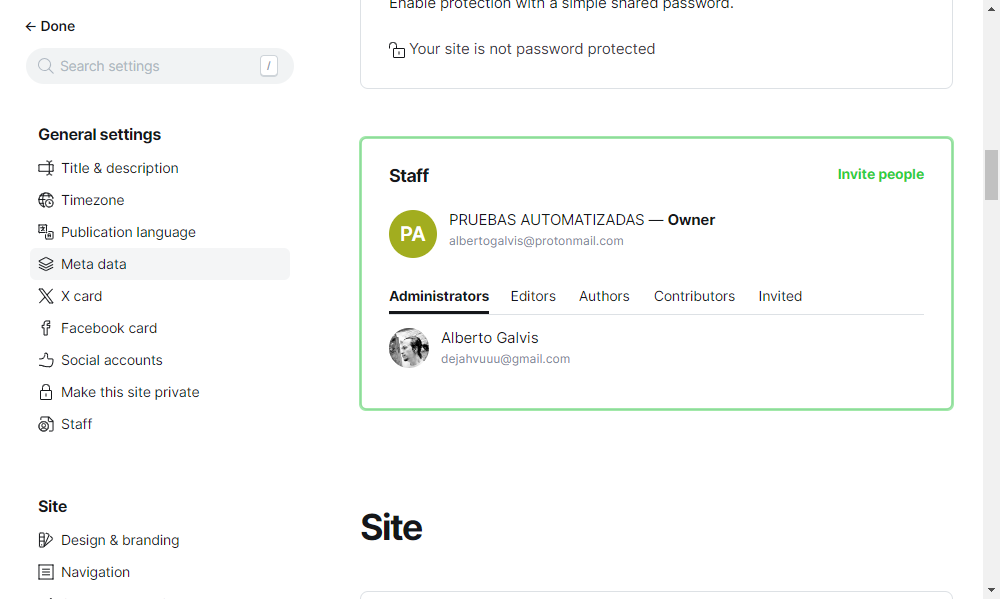 Done
Search settings
/
General settings
Title & description
Timezone
Publication language
Meta data
X card
Facebook card
Social accounts
Make this site private
Staff
Site
Design & branding
Navigation
Enable protection with a simple shared password.
Your site is not password protected
Staff
Invite people
PA
PRUEBAS AUTOMATIZADAS — Owner
albertogalvis@protonmail.com
Administrators Editors Authors Contributors Invited
Alberto Galvis
dejahvuuu@gmail.com
Site